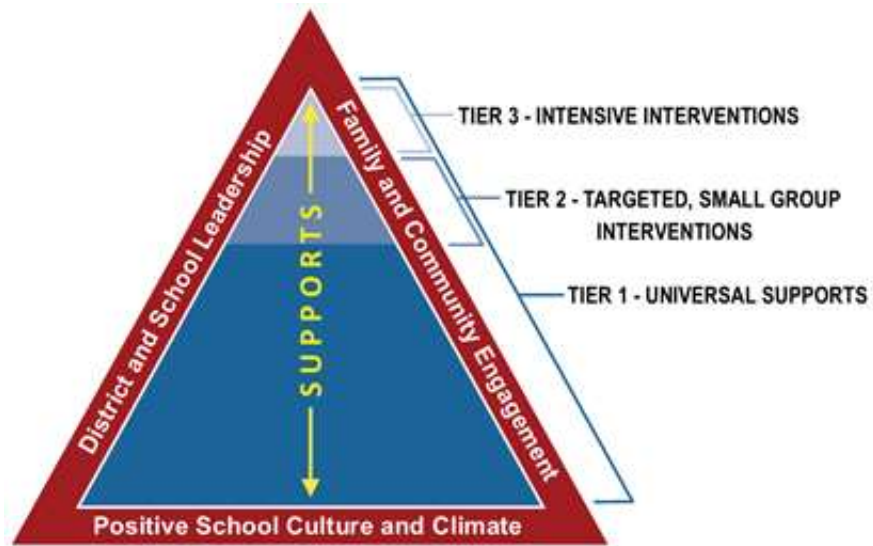 District and School Leadership
Family and Community Engagement
SUPPORTS
Positive School Culture and Climate
TIER 3 - INTENSIVE INTERVENTIONS
TIER 2 - TARGETED, SMALL GROUP
INTERVENTIONS
TIER 1 - UNIVERSAL SUPPORTS